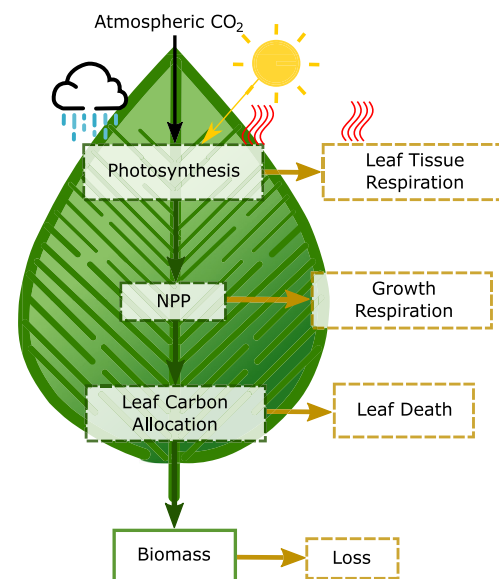 Atmospheric CO₂
Photosynthesis
Leaf Tissue
Respiration
NPP
Growth
Respiration
Leaf Carbon
Allocation
Leaf Death
Biomass
Loss